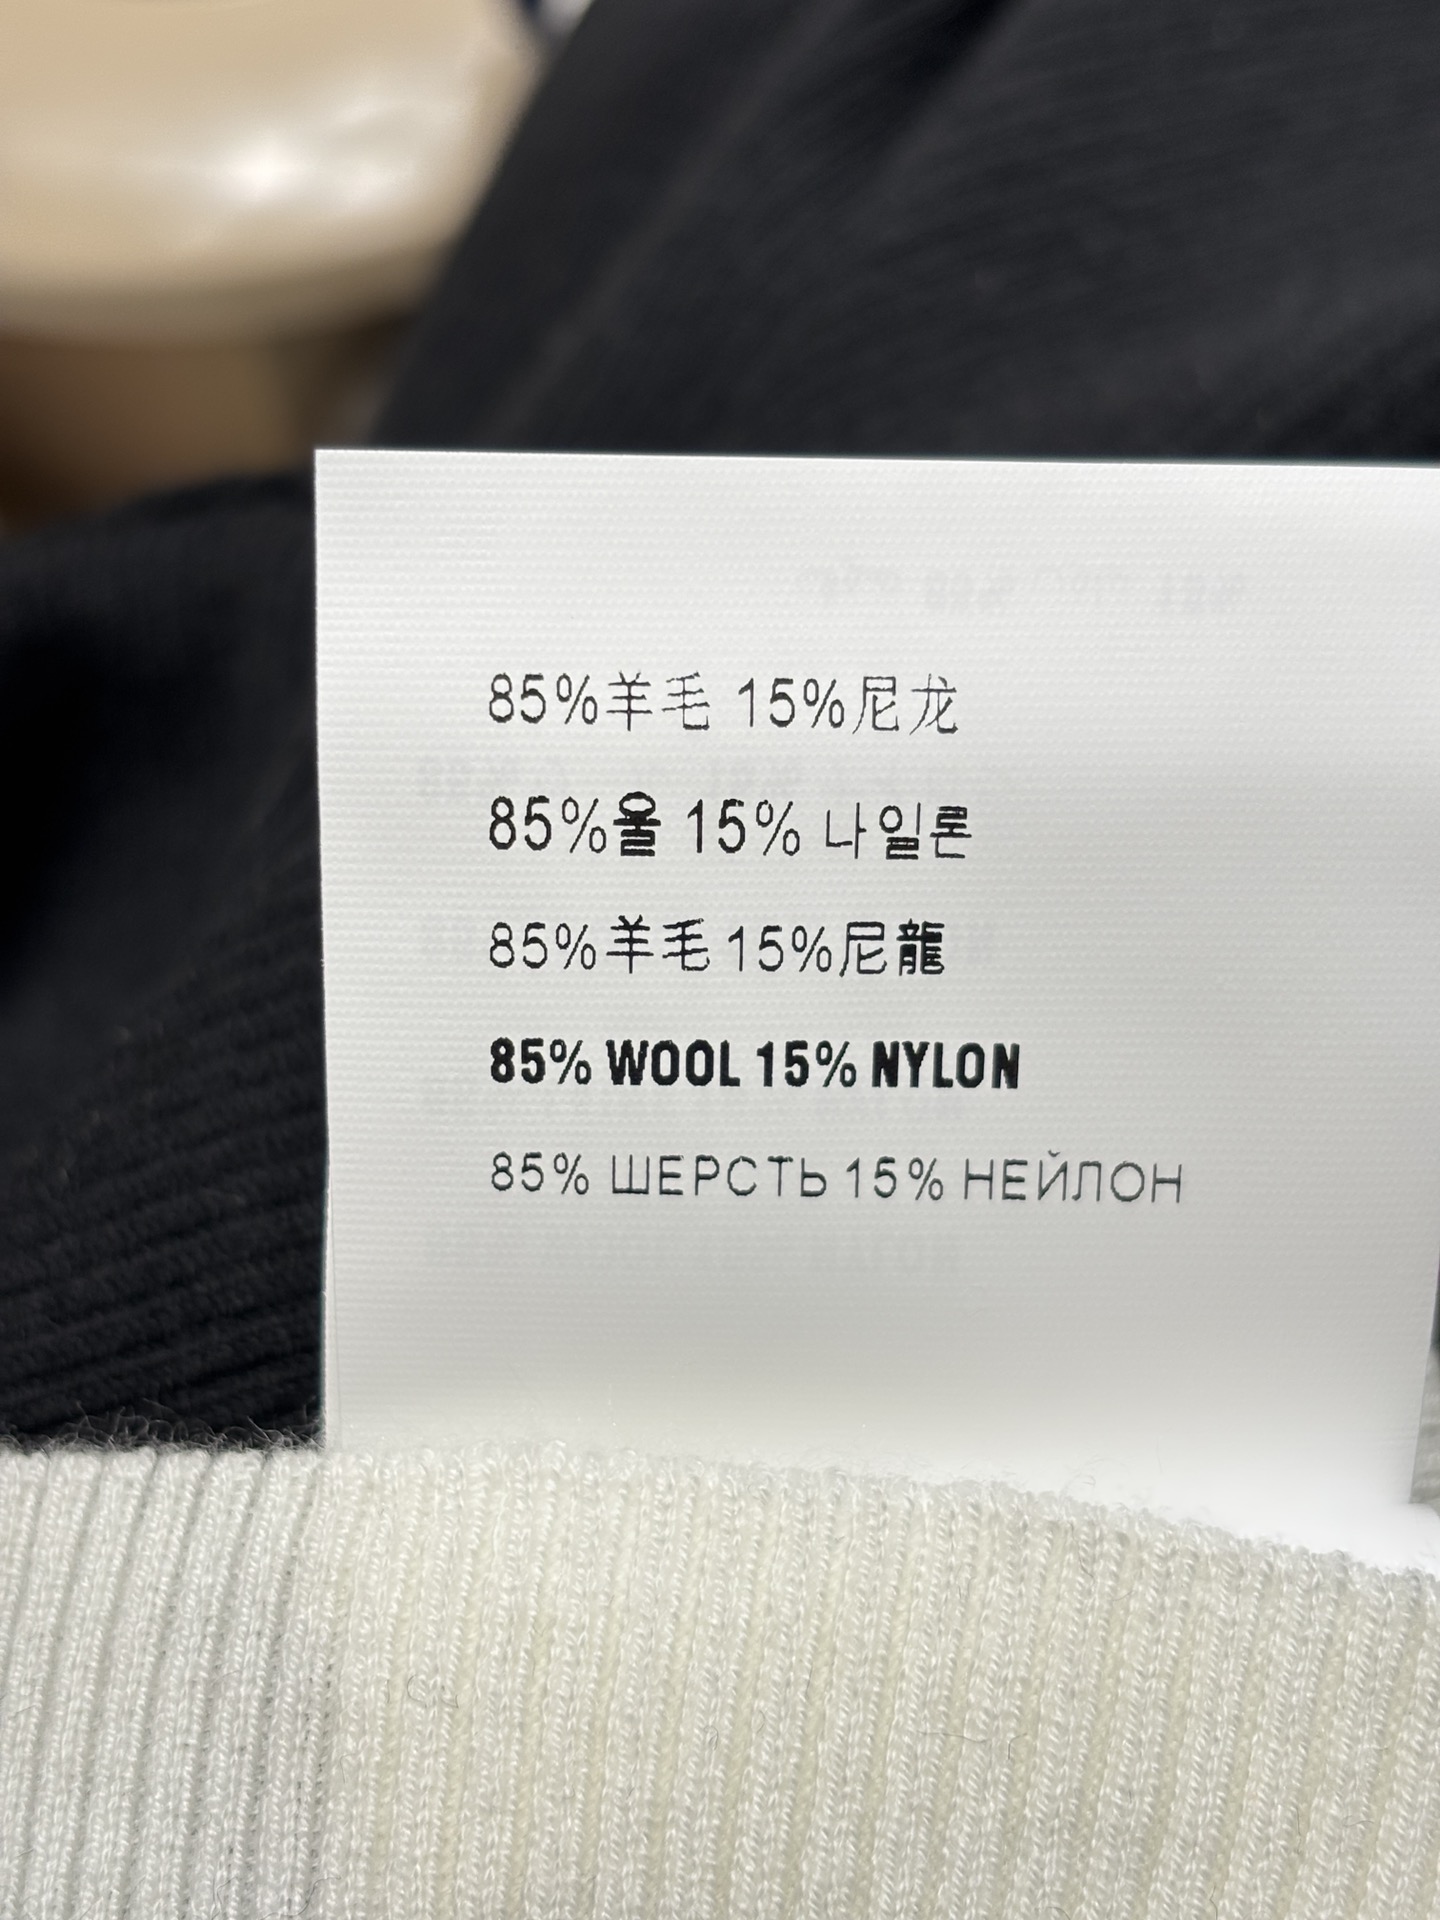 85%羊毛 15%尼龙
85%울 15% 나일론
85%羊毛 15%尼龍
85% WOOL 15% NYLON
85% ШЕРСТЬ 15% НЕЙЛОН